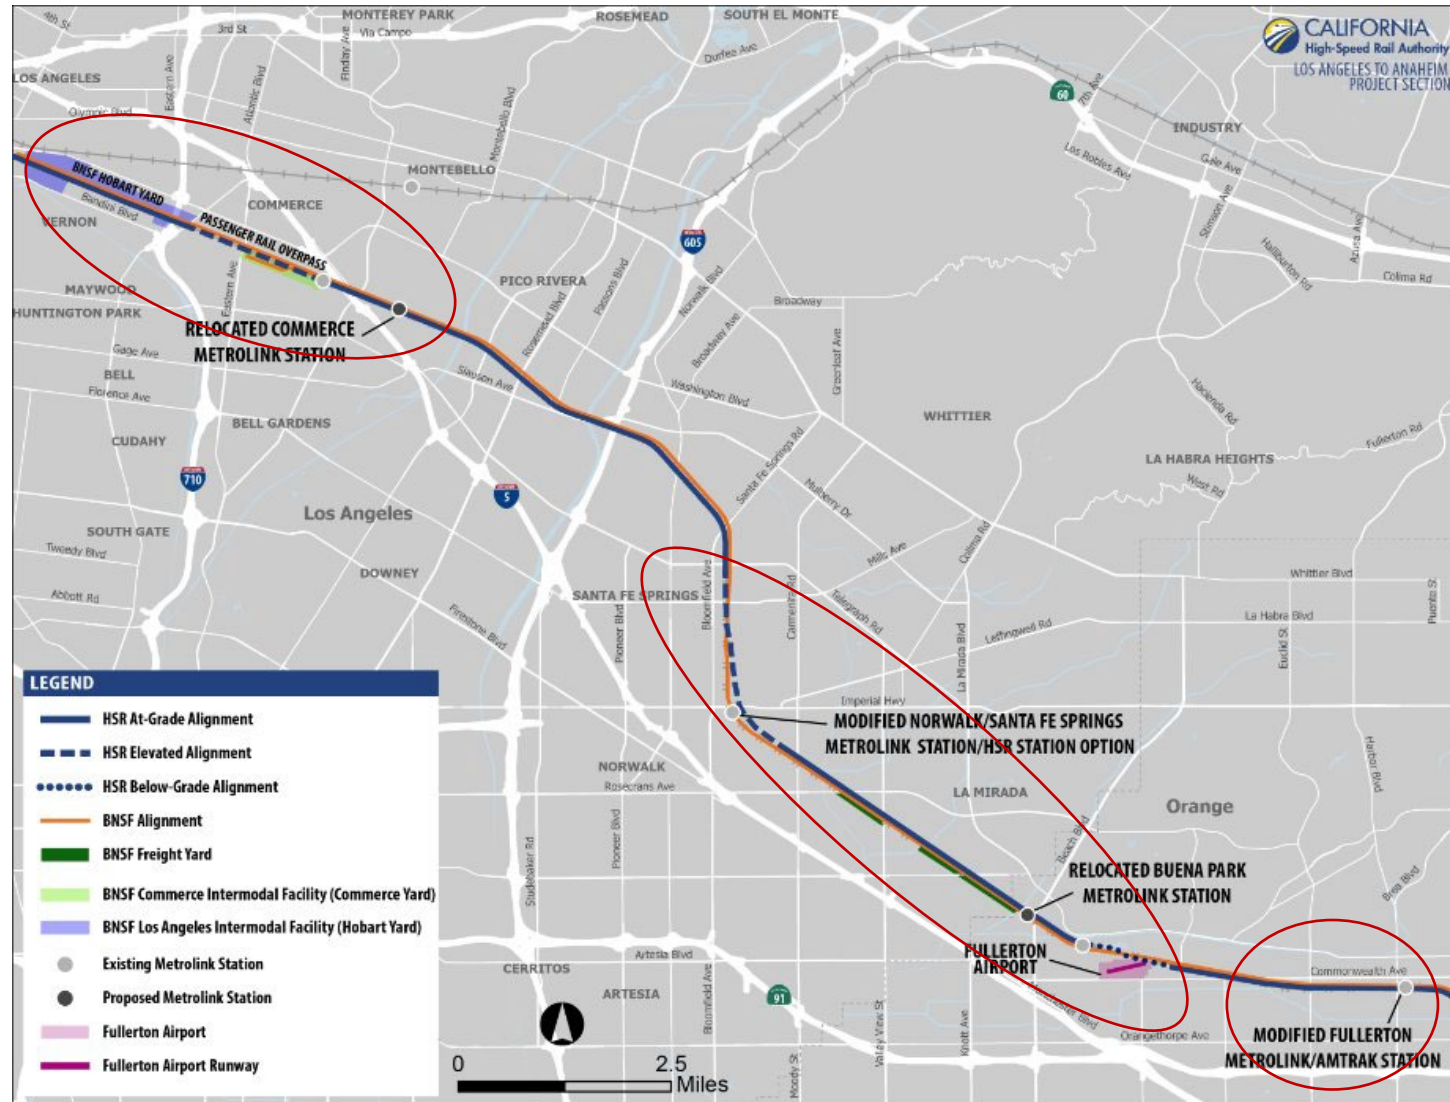 CALIFORNIA
High-Speed Rail Authority
LOS ANGELES TO ANAHEIM
PROJECT SECTION
4th St
3rd St
MONTEREY PARK
Via Campo
ROSEMEAD
SOUTH EL MONTE
Durfee Ave
LOS ANGELES
Eastern Ave
Atlantic Blvd
Findlay Ave
Olympic Blvd
Montebello Blvd
MONTEBELLO
60
7th Ave
INDUSTRY
Los Robles Ave
Gale Ave
Stimson Ave
Azusa Ave
Halliburton Rd
Colima Rd
BNSF HOBART YARD
Bandini Blvd
VERNON
COMMERCE
PASSENGER RAIL OVERPASS
605
PICO RIVERA
Passons Blvd
Norwalk Blvd
Rosemead Blvd
Broadway
Broadway Ave
Greenleaf Ave
MAYWOOD
HUNTINGTON PARK
Eastern Ave
RELOCATED COMMERCE
METROLINK STATION
Gage Ave
BELL
Florence Ave
Slauson Ave
Washington Blvd
BELL GARDENS
CUDAHY
WHITTIER
Hacienda Rd
Fullerton Rd
LA HABRA HEIGHTS
West Rd
Santa Fe Springs Rd
Mulberry Dr
710
5
Los Angeles
SOUTH GATE
Tweedy Blvd
DOWNEY
Abbott Rd
Firestone Blvd
Mills Ave
Colima Rd
Whittier Blvd
SANTA FE SPRINGS
Bloomfield Ave
Pioneer Blvd
Carmenita Rd
Telegraph Rd
La Mirada Blvd
Leffingwell Rd
La Habra Blvd
Euclid St
Puente St
Imperial Hwy
MODIFIED NORWALK/SANTA FE SPRINGS
METROLINK STATION/HSR STATION OPTION
NORWALK
Rosecrans Ave
LA MIRADA
Orange
Harbor Blvd
Beach Blvd
Brea Blvd
Studebaker Rd
Pioneer Blvd
RELOCATED BUENA PARK
METROLINK STATION
FULLERTON
AIRPORT
CERRITOS
Artesia Blvd
ARTESIA
Bloomfield Ave
91
Moody St
Valley View St
Knott Ave
Manchester Blvd
Orangethorpe Ave
Commonwealth Ave
MODIFIED FULLERTON
METROLINK/AMTRAK STATION
LEGEND
HSR At-Grade Alignment
HSR Elevated Alignment
HSR Below-Grade Alignment
BNSF Alignment
BNSF Freight Yard
BNSF Commerce Intermodal Facility (Commerce Yard)
BNSF Los Angeles Intermodal Facility (Hobart Yard)
Existing Metrolink Station
Proposed Metrolink Station
Fullerton Airport
Fullerton Airport Runway
0 2.5
Miles